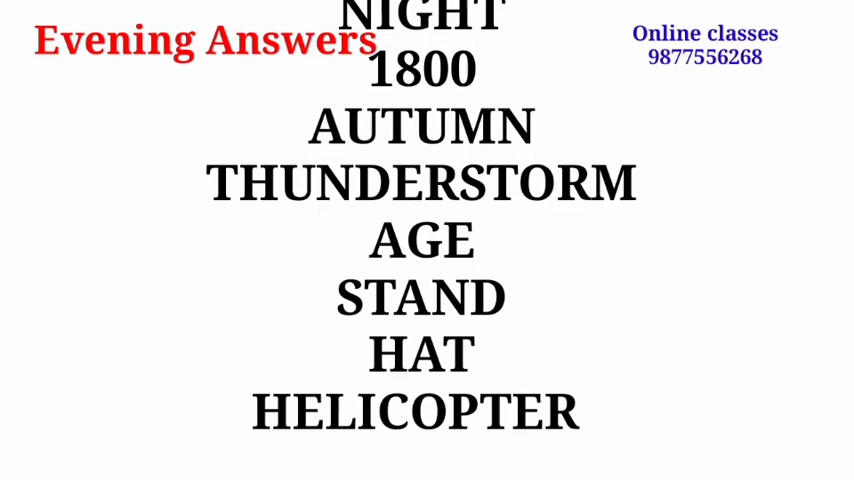 NIGHT
Evening Answers
Online classes
9877556268
1800
AUTUMN
THUNDERSTORM
AGE
STAND
HAT
HELICOPTER